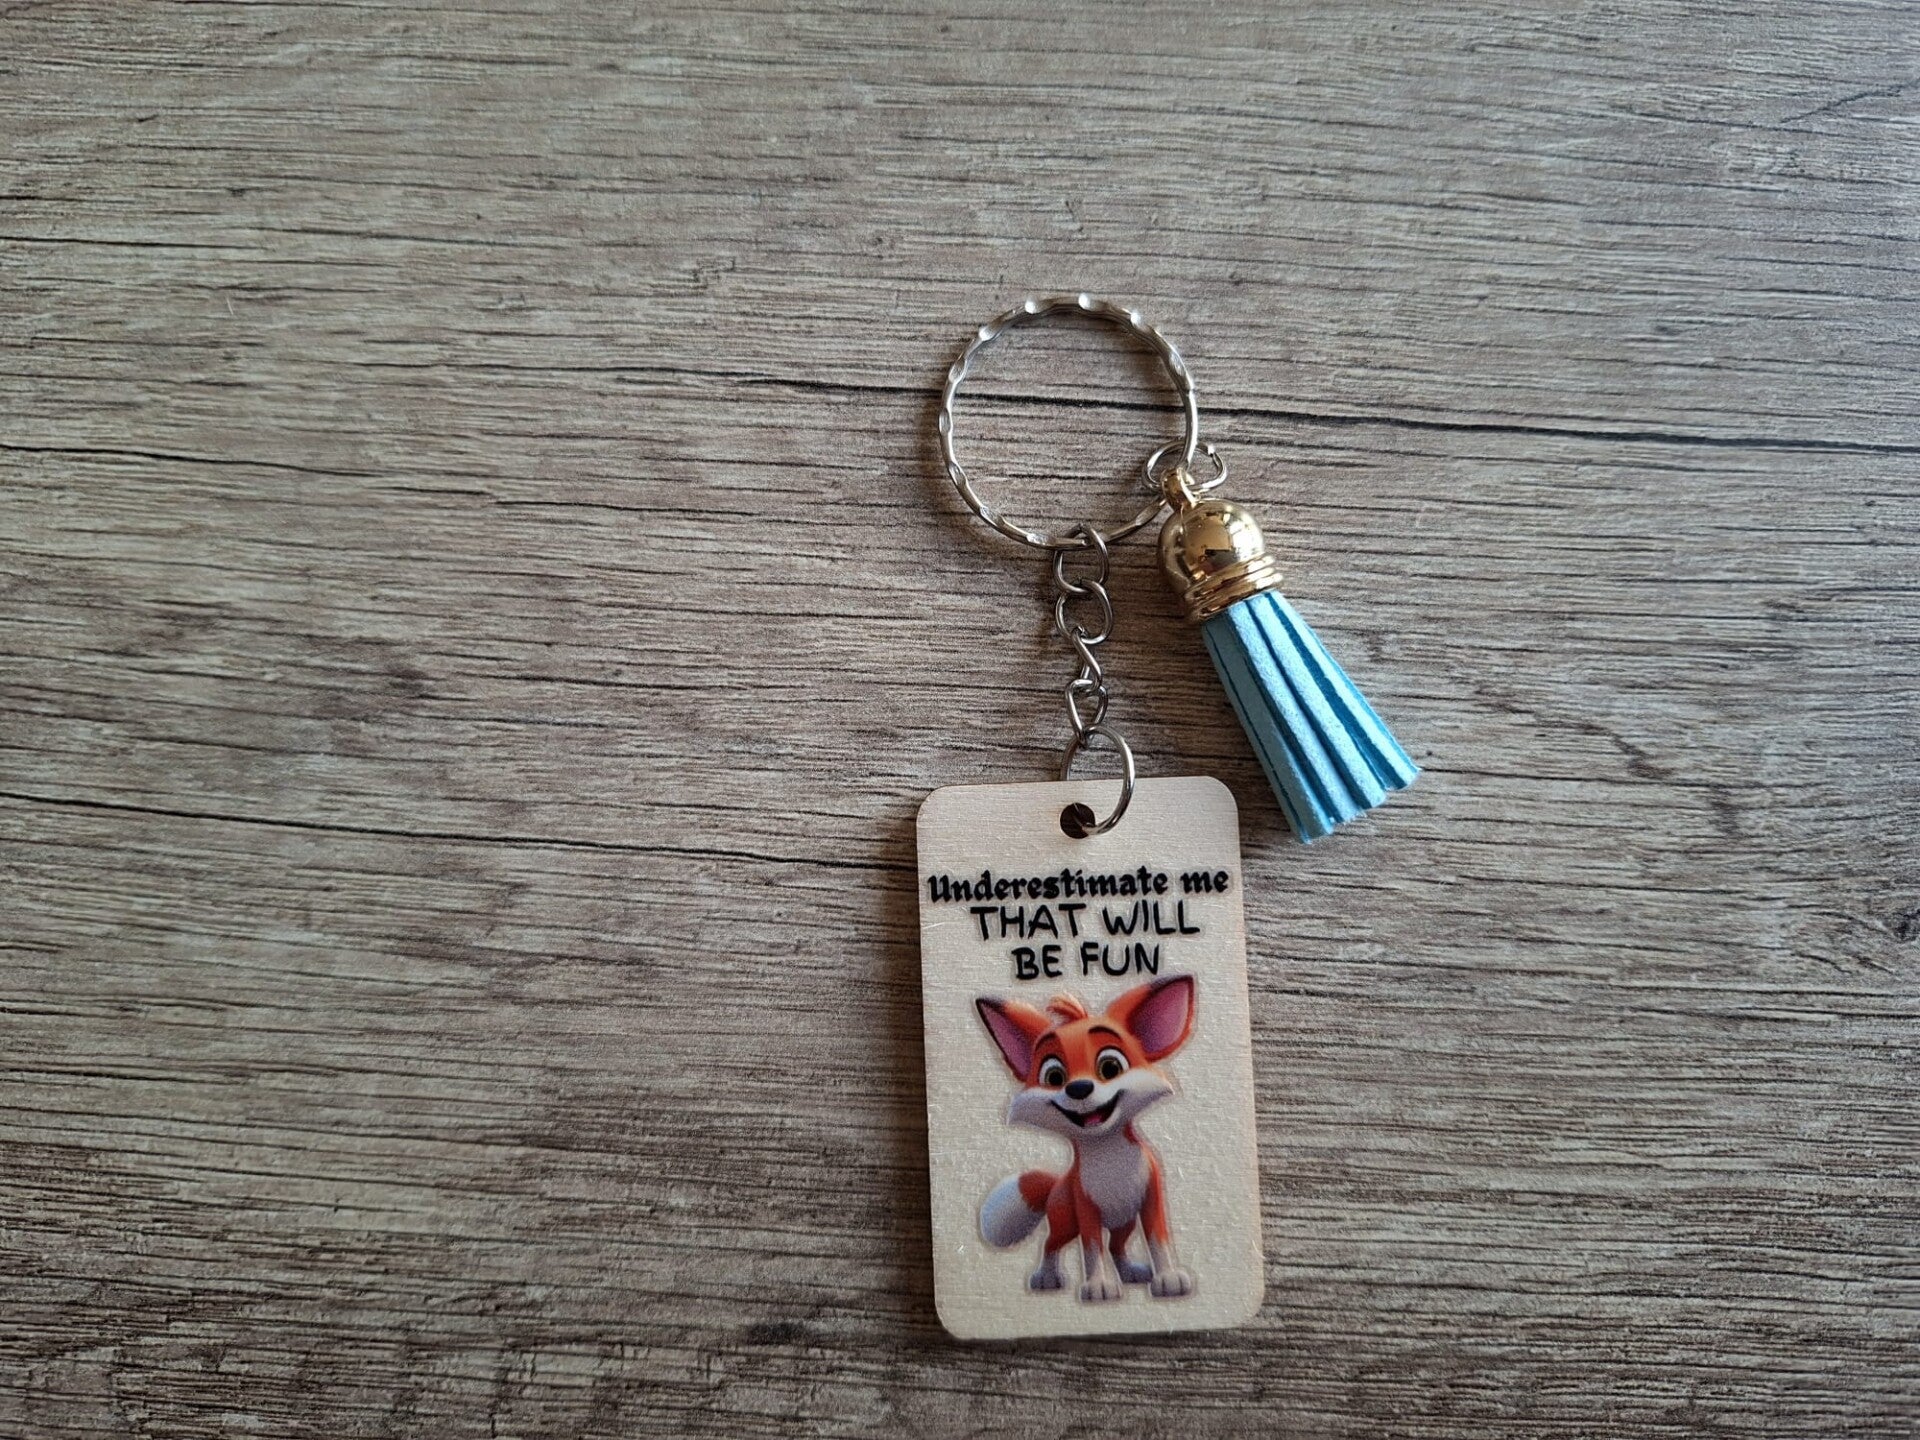 Underestimate me
THAT WILL
BE FUN